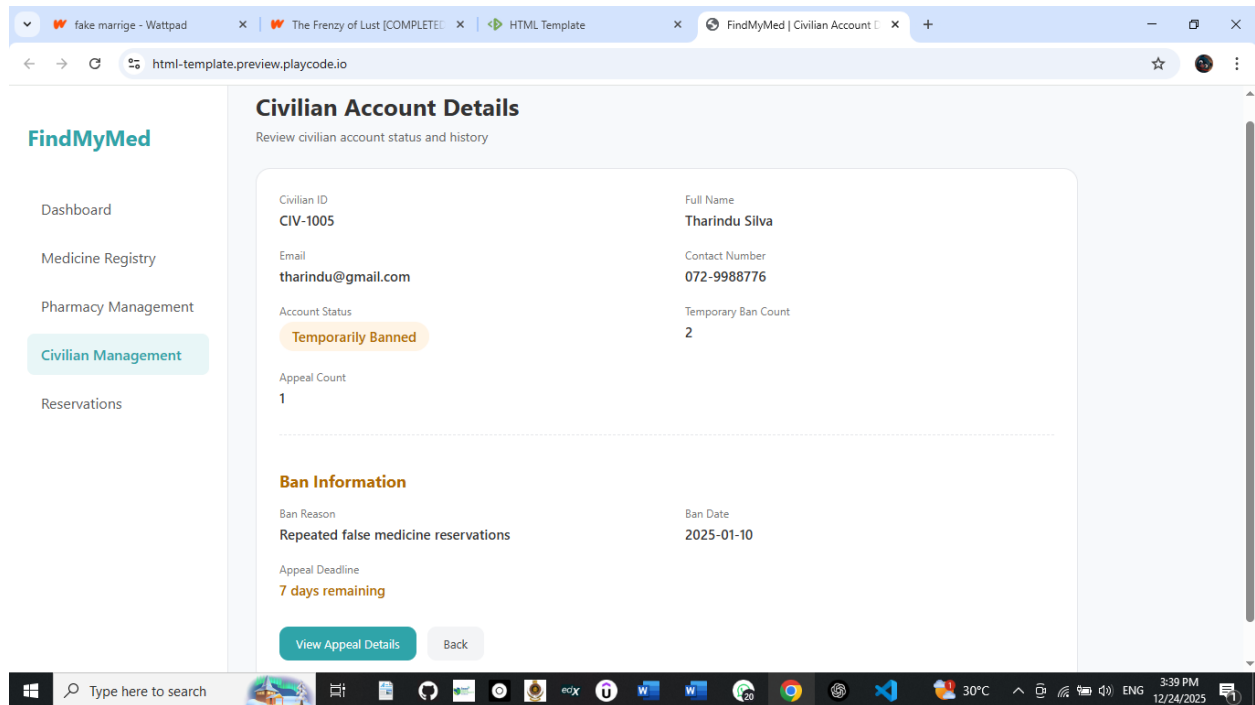 fake marrige - Wattpad
The Frenzy of Lust [COMPLETED
HTML Template
FindMyMed | Civilian Account D
html-template.preview.playcode.io
FindMyMed
Dashboard
Medicine Registry
Pharmacy Management
Civilian Management
Reservations
Civilian Account Details
Review civilian account status and history
Civilian ID
CIV-1005
Full Name
Tharindu Silva
Email
tharindu@gmail.com
Contact Number
072-9988776
Account Status
Temporarily Banned
Temporary Ban Count
2
Appeal Count
1
Ban Information
Ban Reason
Repeated false medicine reservations
Ban Date
2025-01-10
Appeal Deadline
7 days remaining
View Appeal Details
Back
Type here to search
edX
20
30°C
ENG
3:39 PM
12/24/2025
1